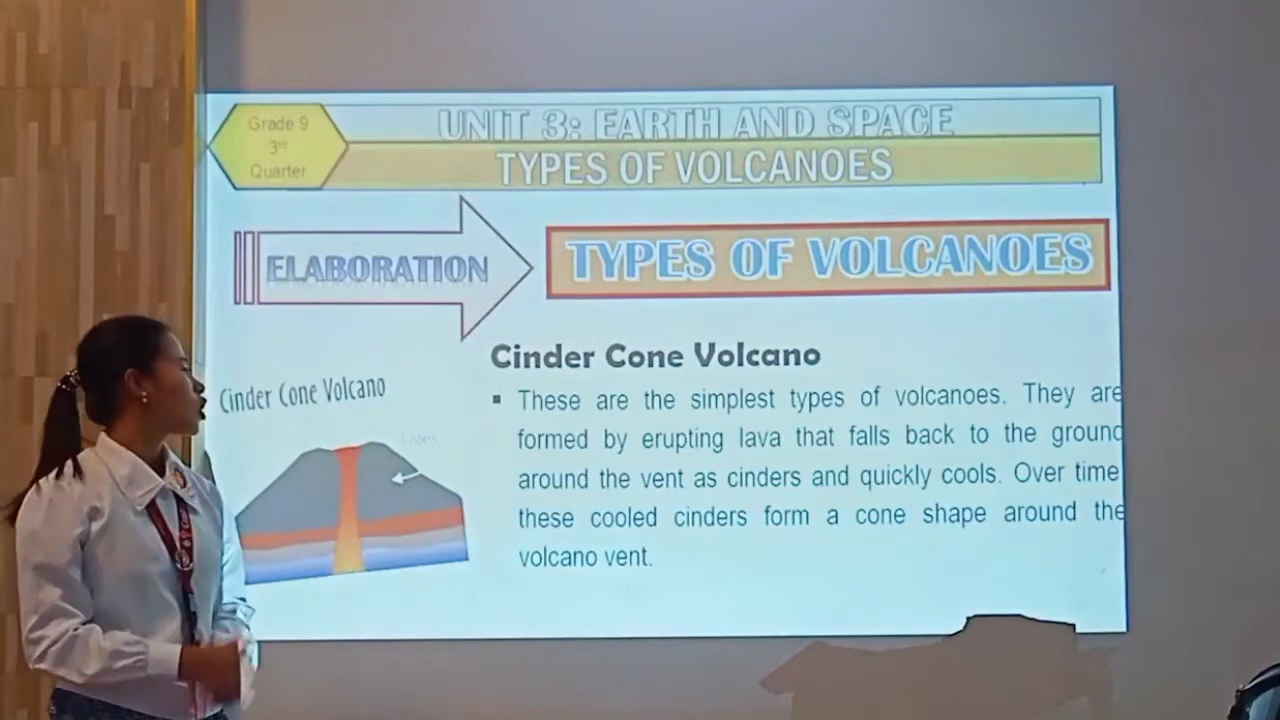 Grade 9
3rd
Quarter
UNIT 3: EARTH AND SPACE
TYPES OF VOLCANOES
ELABORATION
TYPES OF VOLCANOES
Cinder Cone Volcano
Cinder Cone Volcano
▪ These are the simplest types of volcanoes. They are
formed by erupting lava that falls back to the ground
around the vent as cinders and quickly cools. Over time
these cooled cinders form a cone shape around the
volcano vent.